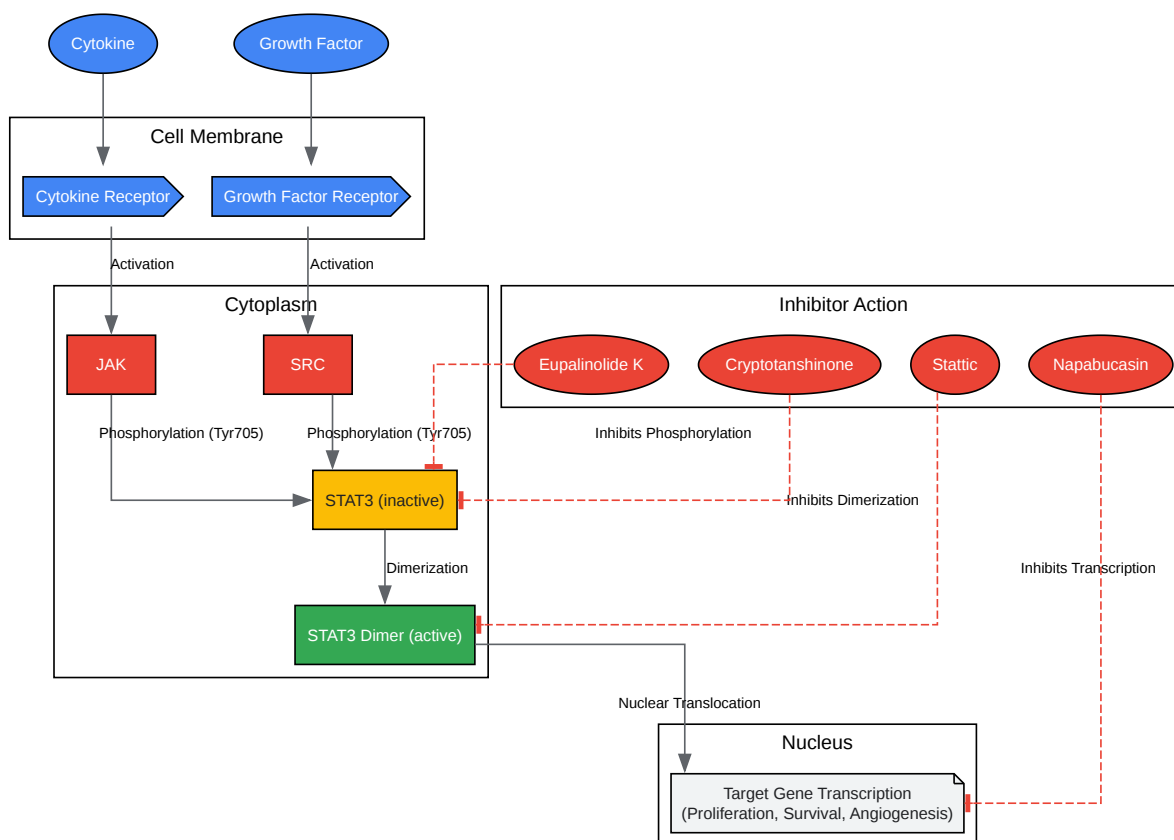 Cytokine
Growth Factor
Cell Membrane
Cytokine Receptor
Growth Factor Receptor
Activation
Activation
Cytoplasm
Inhibitor Action
JAK
SRC
Eupalinolide K
Cryptotanshinone
Stattic
Napabucasin
Phosphorylation (Tyr705)
Phosphorylation (Tyr705)
Inhibits Phosphorylation
STAT3 (inactive)
Inhibits Dimerization
Dimerization
Inhibits Transcription
STAT3 Dimer (active)
Nuclear Translocation
Nucleus
Target Gene Transcription
(Proliferation, Survival, Angiogenesis)